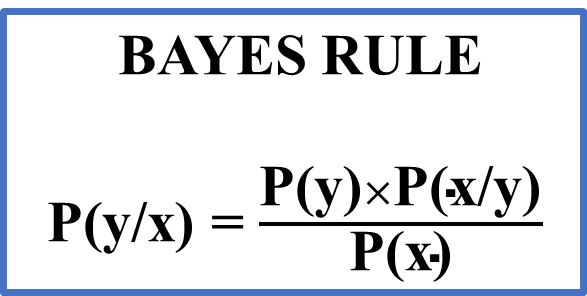 BAYES RULE
P(y/x) = P(y)×P(-x/y)
P(x-)